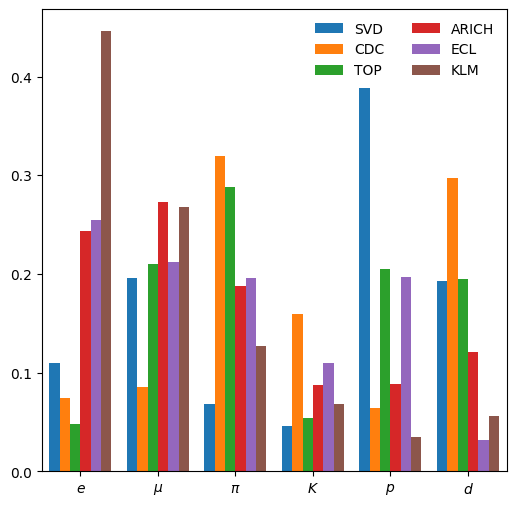 SVD ARICH
CDC ECL
TOP KLM
0.4
0.3
0.2
0.1
0.0
e μ π K p d